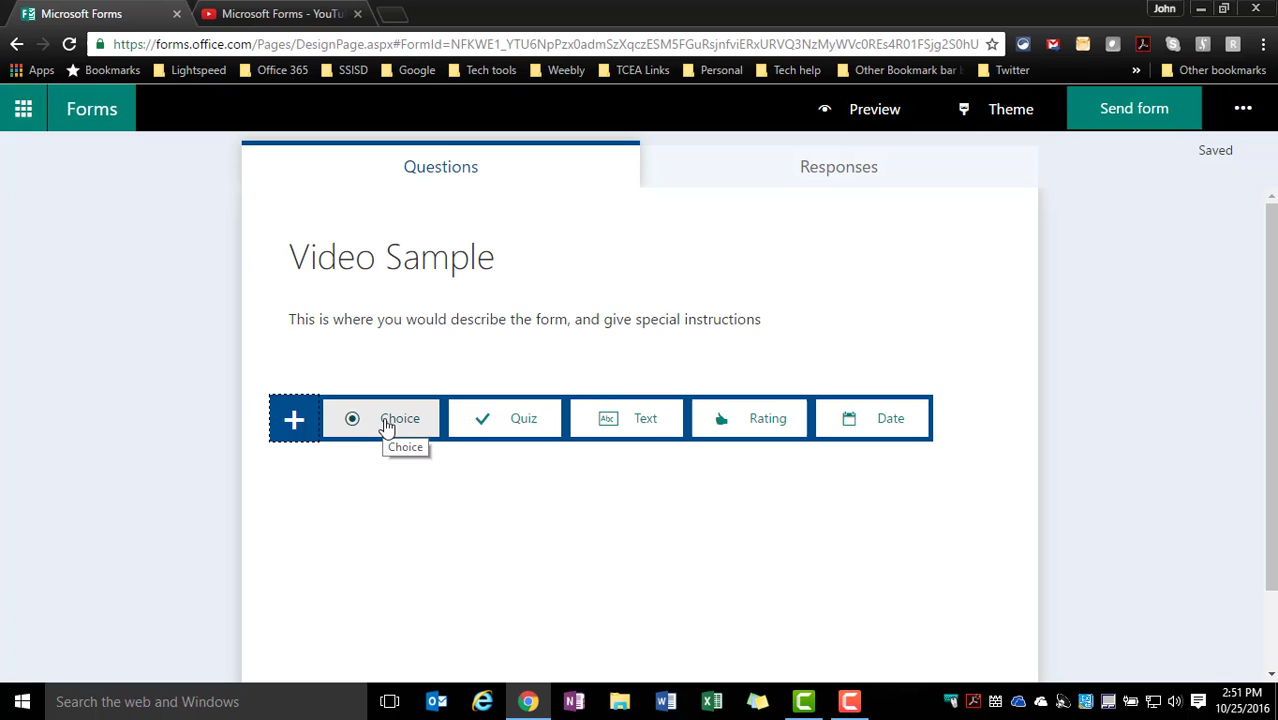 Microsoft Forms
Microsoft Forms - YouTu
John
https://forms.office.com/Pages/DesignPage.aspx#FormId=NFKWE1_YTU6NpPzx0admSzXqczESM5FGuRsjnfviERxURVQ3NzMyMWVc0REs4R01FSjg2S0hU
Apps
Bookmarks
Lightspeed
Office 365
SSISD
Google
Tech tools
Weebly
TCEA Links
Personal
Tech help
Other Bookmark bar
Twitter
»
Other bookmarks
Forms
Preview
Theme
Send form
Questions
Responses
Saved
Video Sample
This is where you would describe the form, and give special instructions
Choice
Quiz
Abc
Text
Rating
Date
Choice
Search the web and Windows
2:51 PM
10/25/2016